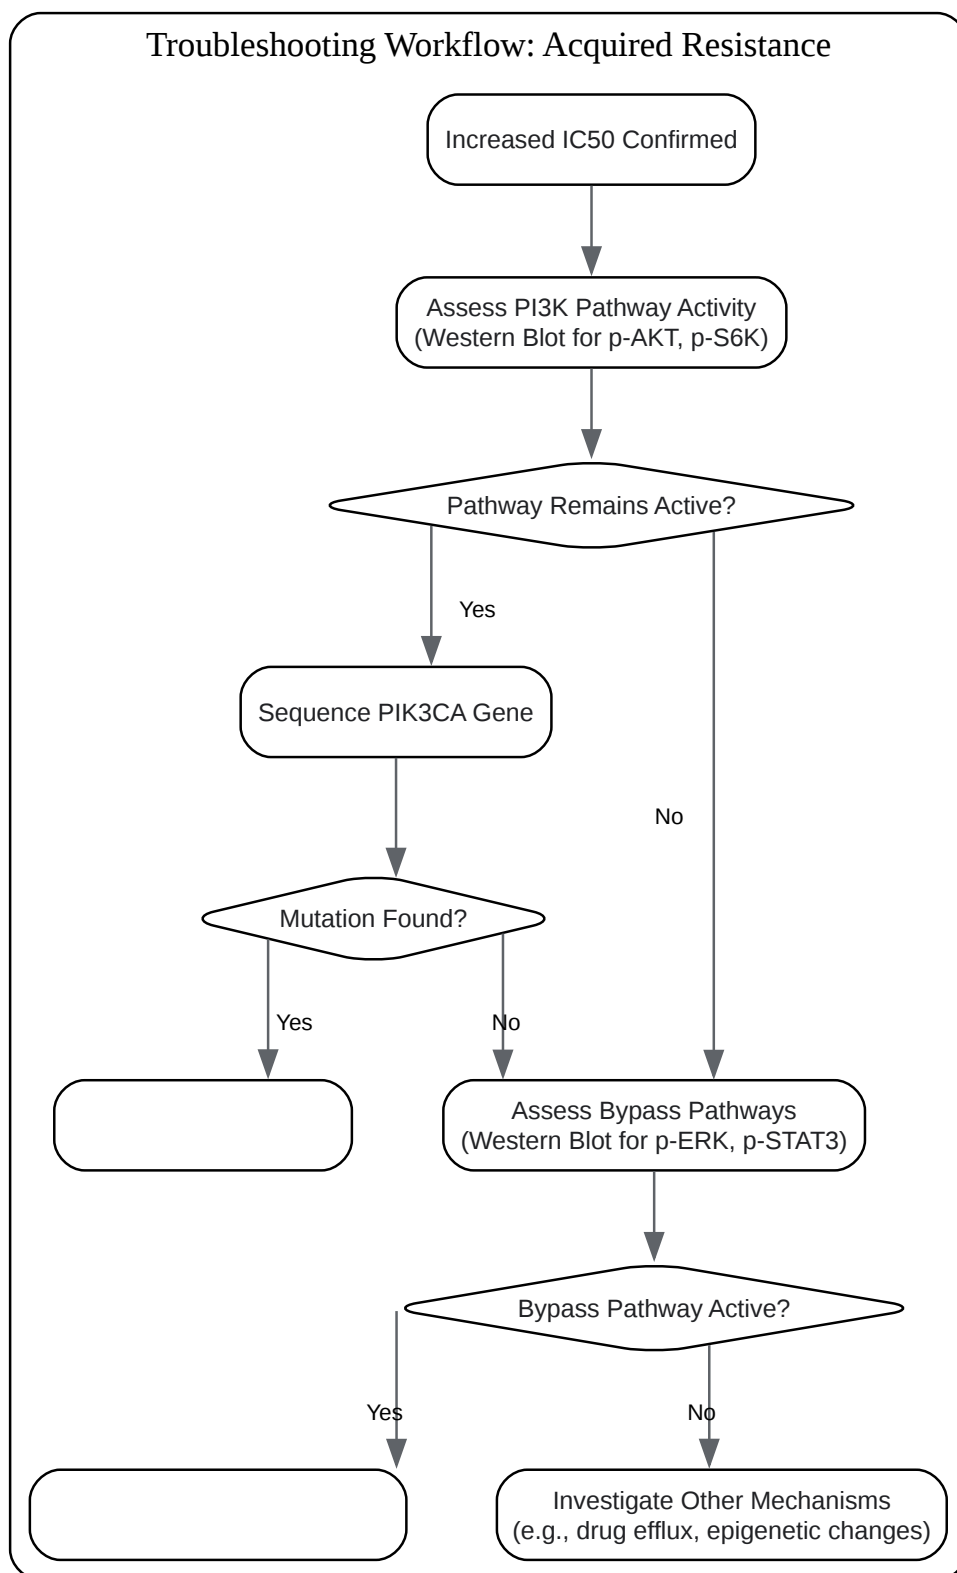 Troubleshooting Workflow: Acquired Resistance
Increased IC50 Confirmed
Assess PI3K Pathway Activity
(Western Blot for p-AKT, p-S6K)
Pathway Remains Active?
Yes
Sequence PIK3CA Gene
No
Mutation Found?
Yes
No
Assess Bypass Pathways
(Western Blot for p-ERK, p-STAT3)
Bypass Pathway Active?
Yes
No
Investigate Other Mechanisms
(e.g., drug efflux, epigenetic changes)